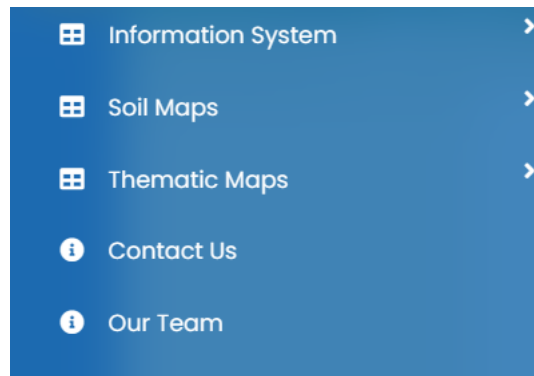 Information System
Soil Maps
Thematic Maps
Contact Us
Our Team